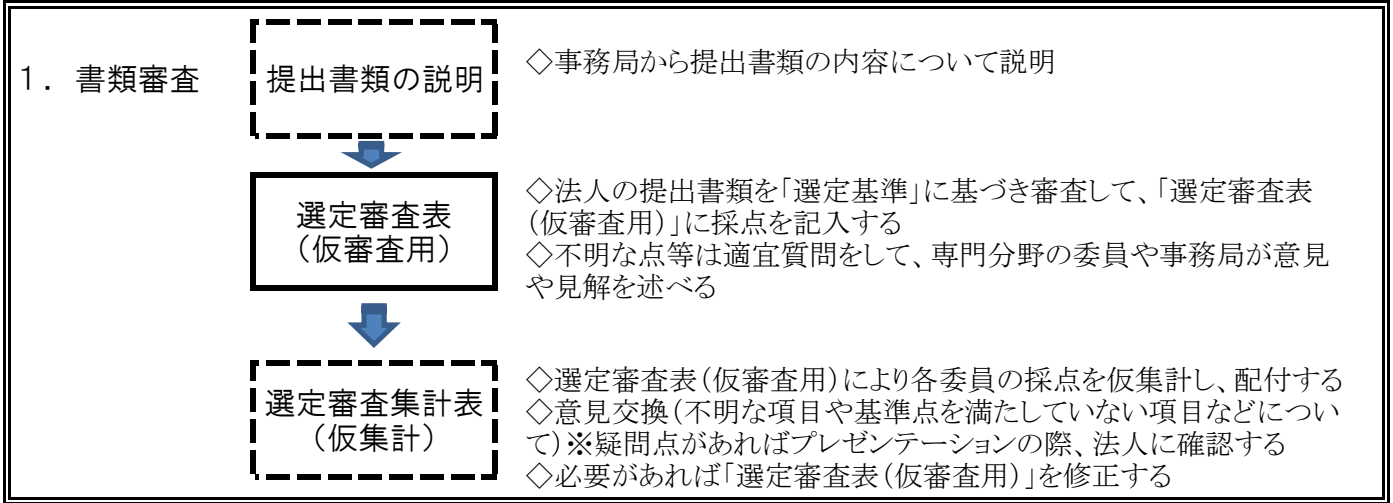 1．書類審査
提出書類の説明
◇事務局から提出書類の内容について説明
選定審査表
（仮審査用）
◇法人の提出書類を「選定基準」に基づき審査して、「選定審査表
（仮審査用）」に採点を記入する
◇不明な点等は適宜質問をして、専門分野の委員や事務局が意見
や見解を述べる
選定審査集計表
（仮集計）
◇選定審査表（仮審査用）により各委員の採点を仮集計し、配付する
◇意見交換（不明な項目や基準点を満たしていない項目などについ
て）※疑問点があればプレゼンテーションの際、法人に確認する
◇必要があれば「選定審査表（仮審査用）」を修正する